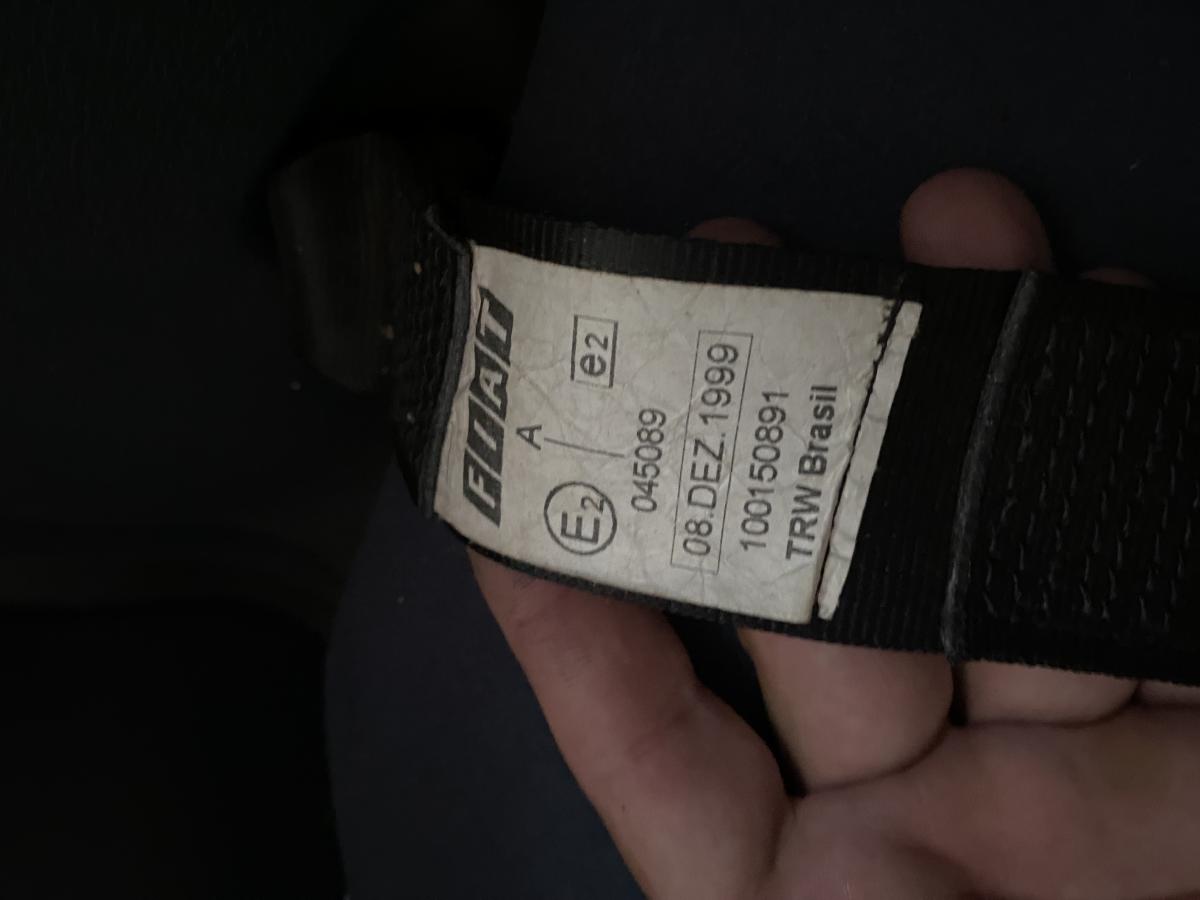 FIAT
A
E2 e2
045089
08.DEZ.1999
100150891
TRW Brasil